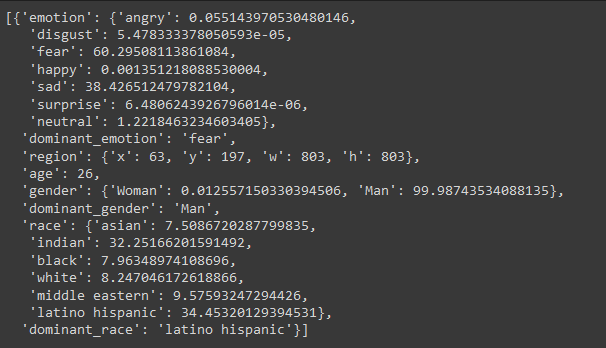 [{'emotion': {'angry': 0.055143970530480146,
'disgust': 5.478333378050593e-05,
'fear': 60.29508113861084,
'happy': 0.001351218088530004,
'sad': 38.426512479782104,
'surprise': 6.4806243926796014e-06,
'neutral': 1.2218463234603405},
'dominant_emotion': 'fear',
'region': {'x': 63, 'y': 197, 'w': 803, 'h': 803},
'age': 26,
'gender': {'Woman': 0.012557150330394506, 'Man': 99.98743534088135},
'dominant_gender': 'Man',
'race': {'asian': 7.5086720287799835,
'indian': 32.25166201591492,
'black': 7.96348974108696,
'white': 8.247046172618866,
'middle eastern': 9.57593247294426,
'latino hispanic': 34.45320129394531},
'dominant_race': 'latino hispanic'}]